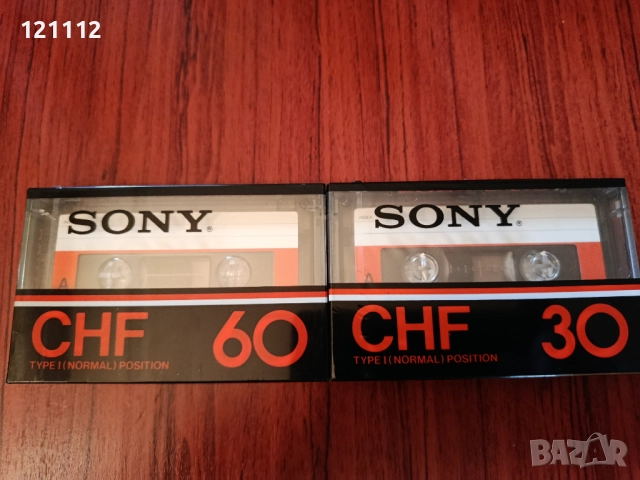 121112
SONY®
A
CHF 60
TYPE I (NORMAL) POSITION
SONY®
A
CHF 30
TYPE I (NORMAL) POSITION
BAZAR